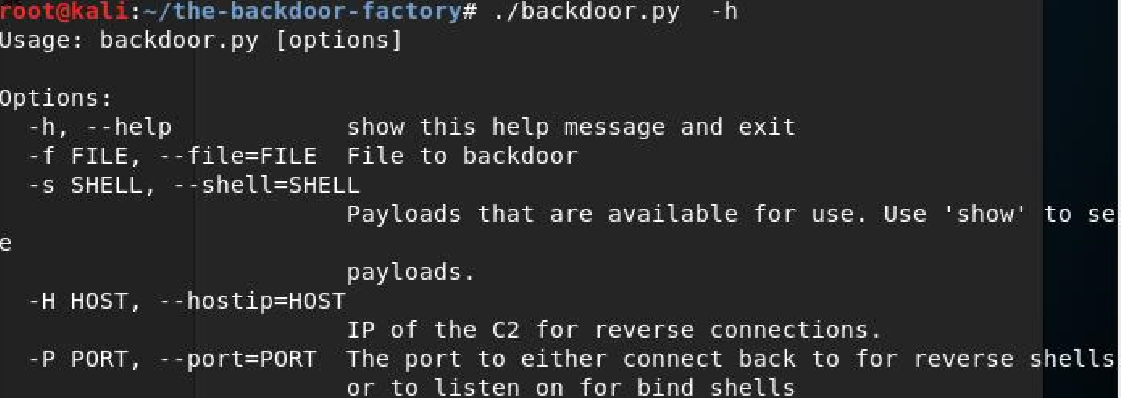 root@kali:~/the-backdoor-factory# ./backdoor.py  -h
Usage: backdoor.py [options]

Options:
  -h, --help            show this help message and exit
  -f FILE, --file=FILE  File to backdoor
  -s SHELL, --shell=SHELL
                        Payloads that are available for use. Use 'show' to se
e
                        payloads.
  -H HOST, --hostip=HOST
                        IP of the C2 for reverse connections.
  -P PORT, --port=PORT  The port to either connect back to for reverse shells
                        or to listen on for bind shells